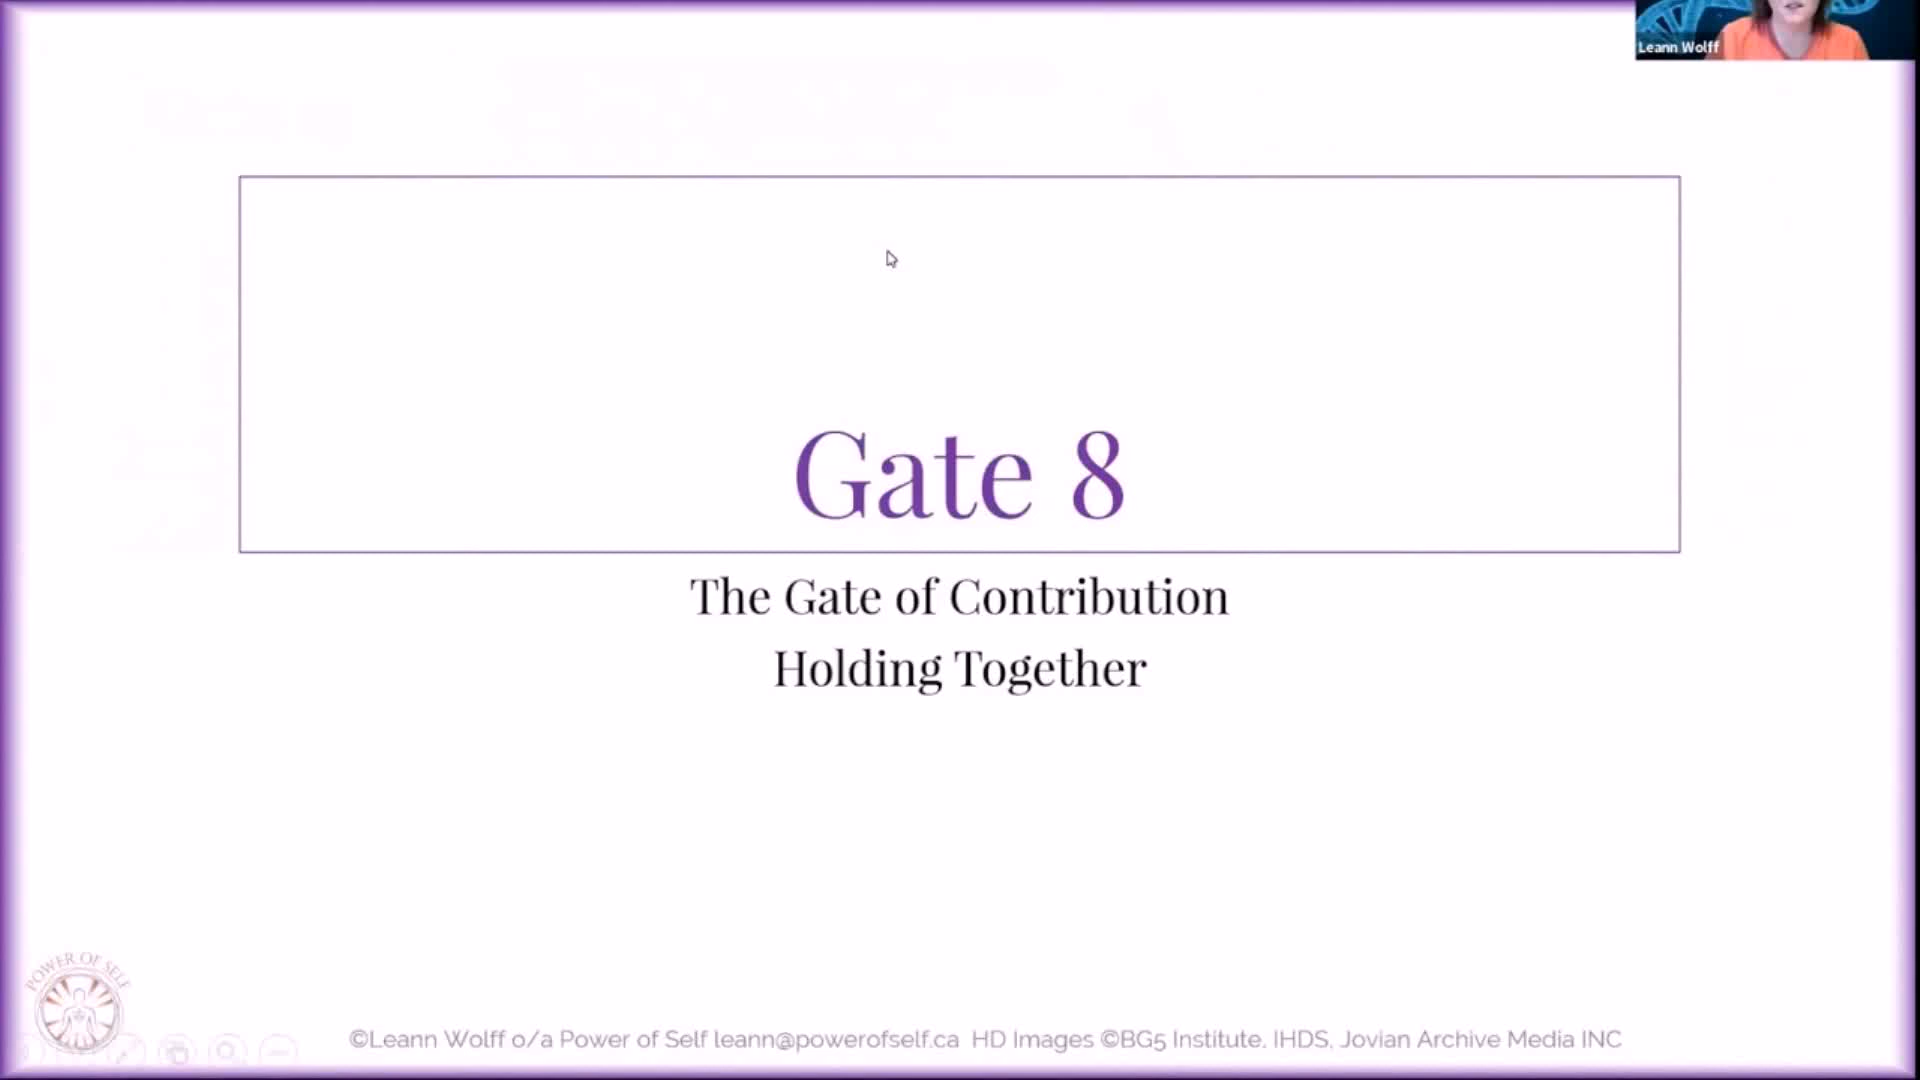 Leann Wolff
Gate 8
The Gate of Contribution
Holding Together
POWER OF SELF
©Leann Wolff o/a Power of Self leann@powerofself.ca HD Images ©BG5 Institute. IHDS, Jovian Archive Media INC